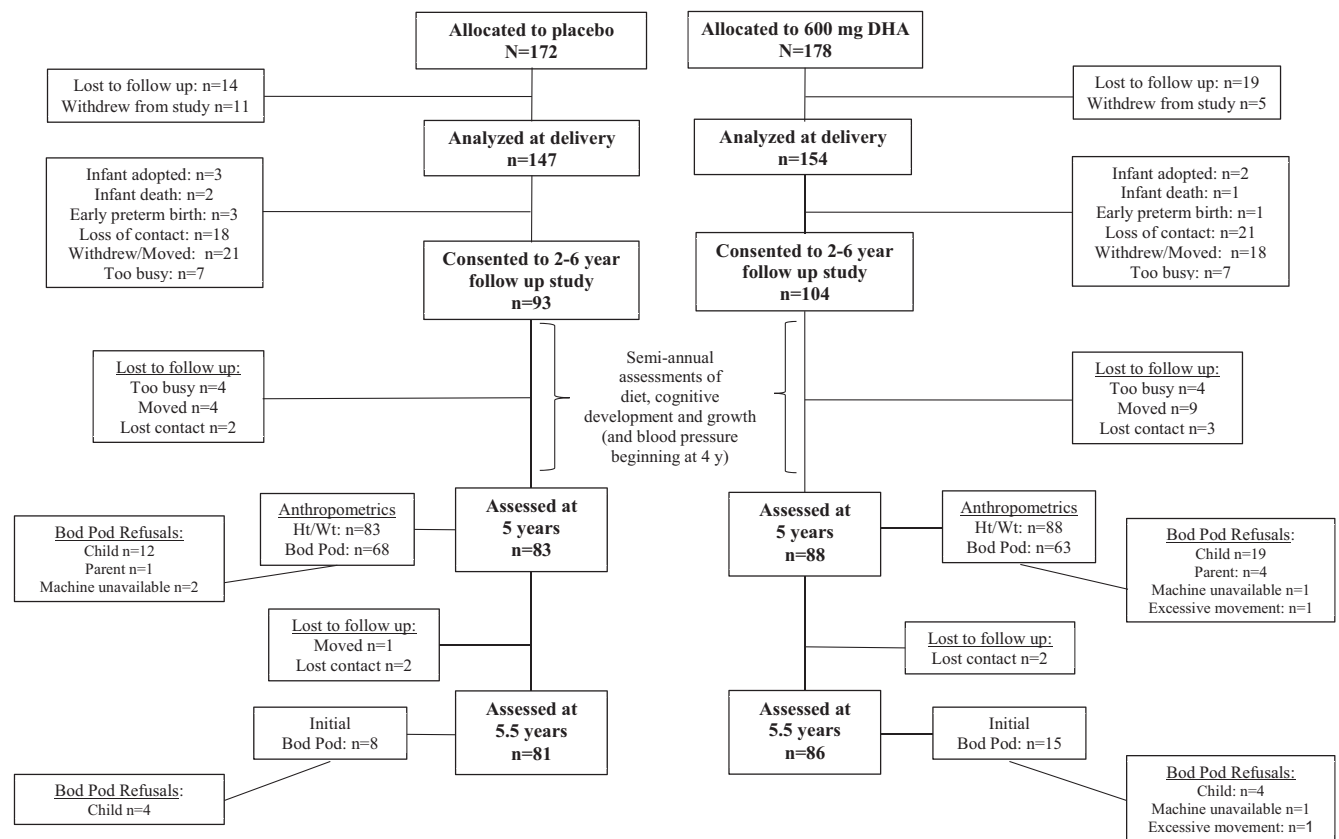 Allocated to placebo
N=172
Allocated to 600 mg DHA
N=178
Lost to follow up: n=14
Withdrew from study n=11
Lost to follow up: n=19
Withdrew from study n=5
Analyzed at delivery
n=147
Analyzed at delivery
n=154
Infant adopted: n=3
Infant death: n=2
Early preterm birth: n=3
Loss of contact: n=18
Withdrew/Moved: n=21
Too busy: n=7
Infant adopted: n=2
Infant death: n=1
Early preterm birth: n=1
Loss of contact: n=21
Withdrew/Moved: n=18
Too busy: n=7
Consented to 2-6 year
follow up study
n=93
Consented to 2-6 year
follow up study
n=104
Lost to follow up:
Too busy n=4
Moved n=4
Lost contact n=2
Semi-annual
assessments of
diet, cognitive
development and growth
(and blood pressure
beginning at 4 y)
Lost to follow up:
Too busy n=4
Moved n=9
Lost contact n=3
Bod Pod Refusals:
Child n=12
Parent n=1
Machine unavailable n=2
Anthropometrics
Ht/Wt: n=83
Bod Pod: n=68
Assessed at
5 years
n=83
Assessed at
5 years
n=88
Anthropometrics
Ht/Wt: n=88
Bod Pod: n=63
Bod Pod Refusals:
Child n=19
Parent: n=4
Machine unavailable n=1
Excessive movement: n=1
Lost to follow up:
Moved n=1
Lost contact n=2
Lost to follow up:
Lost contact n=2
Initial
Bod Pod: n=8
Assessed at
5.5 years
n=81
Assessed at
5.5 years
n=86
Initial
Bod Pod: n=15
Bod Pod Refusals:
Child n=4
Bod Pod Refusals:
Child: n=4
Machine unavailable n=1
Excessive movement: n=1